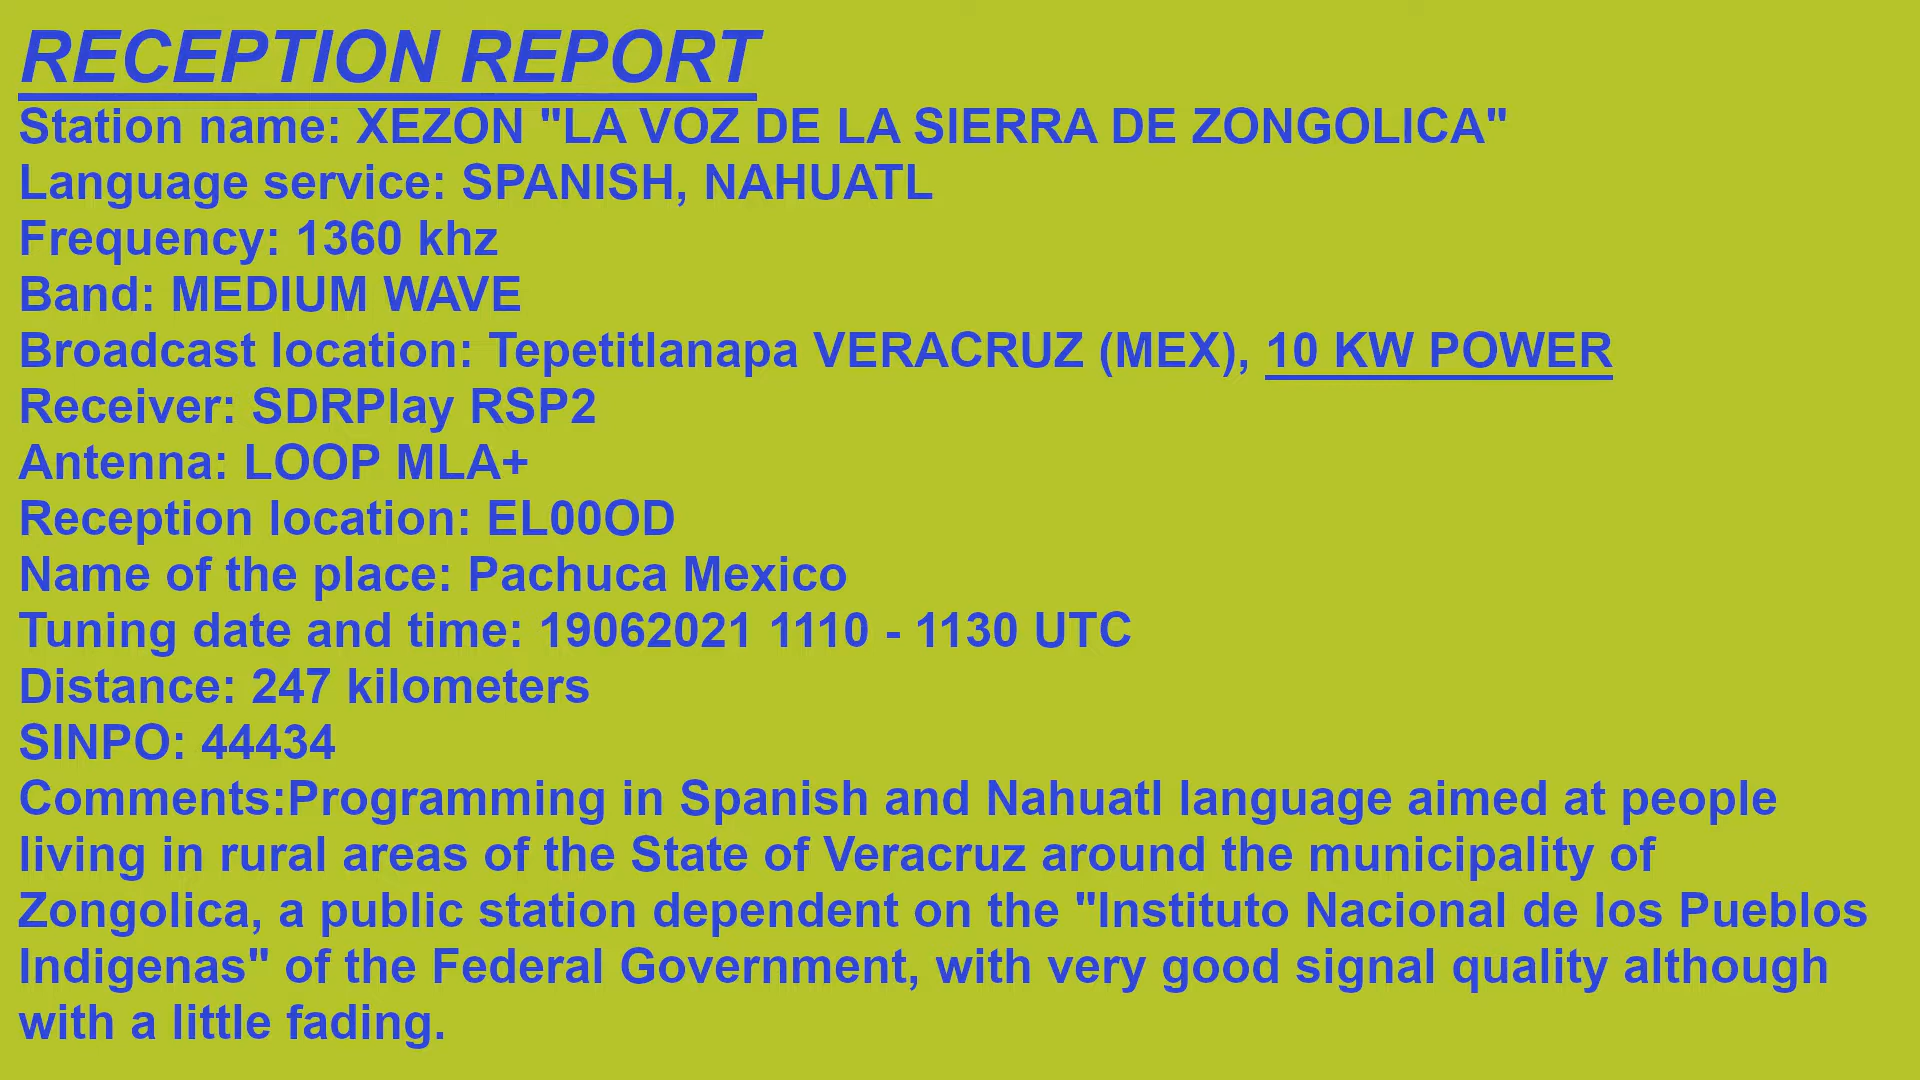 RECEPTION REPORT
Station name: XEZON "LA VOZ DE LA SIERRA DE ZONGOLICA"
Language service: SPANISH, NAHUATL
Frequency: 1360 khz
Band: MEDIUM WAVE
Broadcast location: Tepetitlanapa VERACRUZ (MEX), 10 KW POWER
Receiver: SDRPlay RSP2
Antenna: LOOP MLA+
Reception location: EL00OD
Name of the place: Pachuca Mexico
Tuning date and time: 19062021 1110 - 1130 UTC
Distance: 247 kilometers
SINPO: 44434
Comments:Programming in Spanish and Nahuatl language aimed at people
living in rural areas of the State of Veracruz around the municipality of
Zongolica, a public station dependent on the "Instituto Nacional de los Pueblos
Indigenas" of the Federal Government, with very good signal quality although
with a little fading.